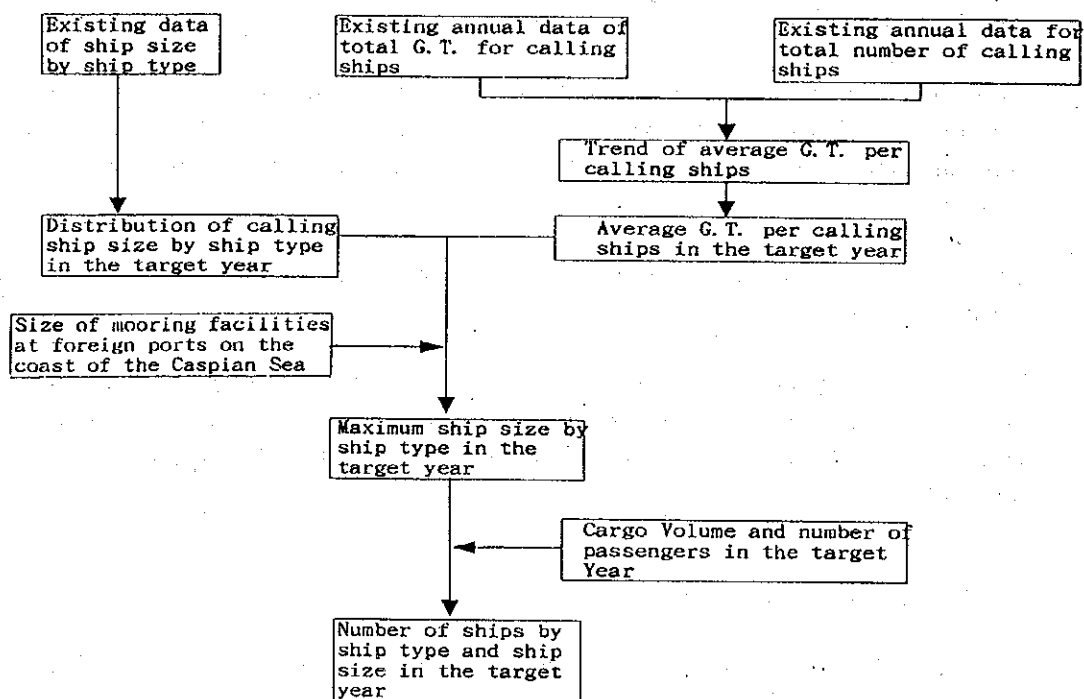 Existing data
of ship size
by ship type
Existing annual data of
total G. T. for calling
ships
Existing annual data for
total number of calling
ships
Trend of average G. T. per
calling ships
Distribution of calling
ship size by ship type
in the target year
Average G. T. per calling
ships in the target year
Size of mooring facilities
at foreign ports on the
coast of the Caspian Sea
Maximum ship size by
ship type in the
target year
Cargo Volume and number of
passengers in the target
Year
Number of ships by
ship type and ship
size in the target
year